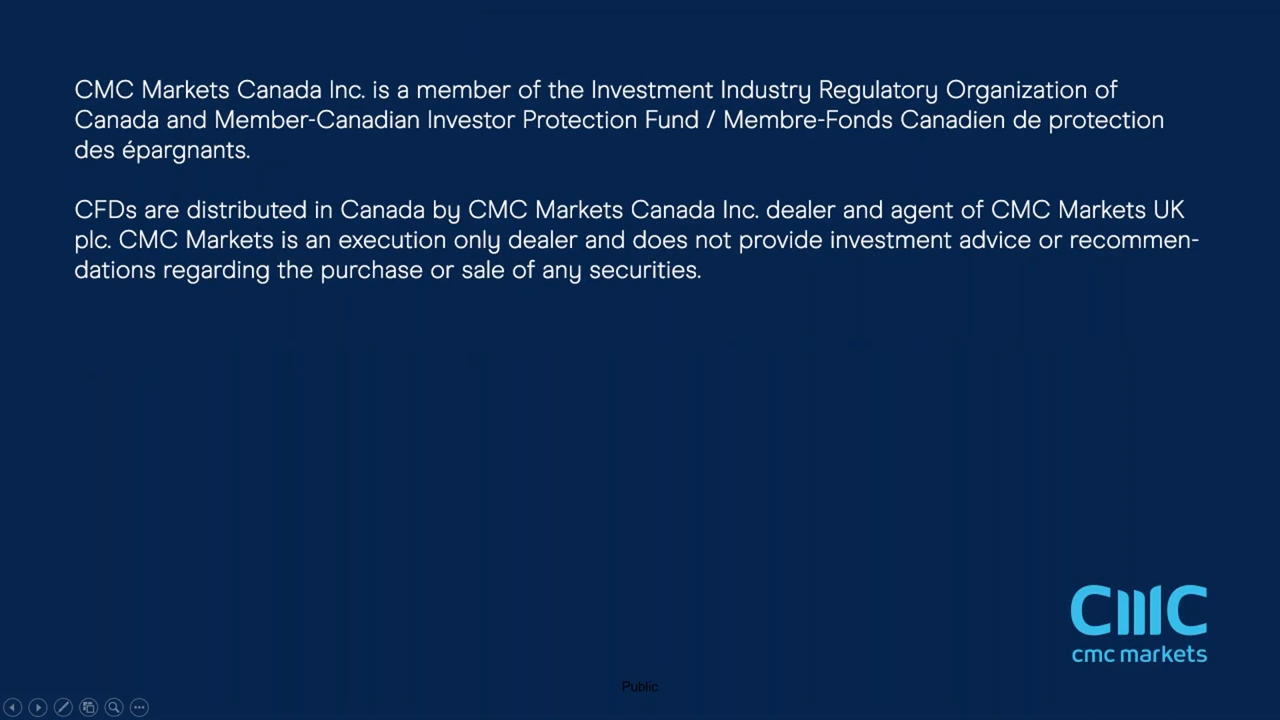 CMC Markets Canada Inc. is a member of the Investment Industry Regulatory Organization of
Canada and Member-Canadian Investor Protection Fund / Membre-Fonds Canadien de protection
des épargnants.
CFDs are distributed in Canada by CMC Markets Canada Inc. dealer and agent of CMC Markets UK
plc. CMC Markets is an execution only dealer and does not provide investment advice or recommen-
dations regarding the purchase or sale of any securities.
CMC
cmc markets
Public